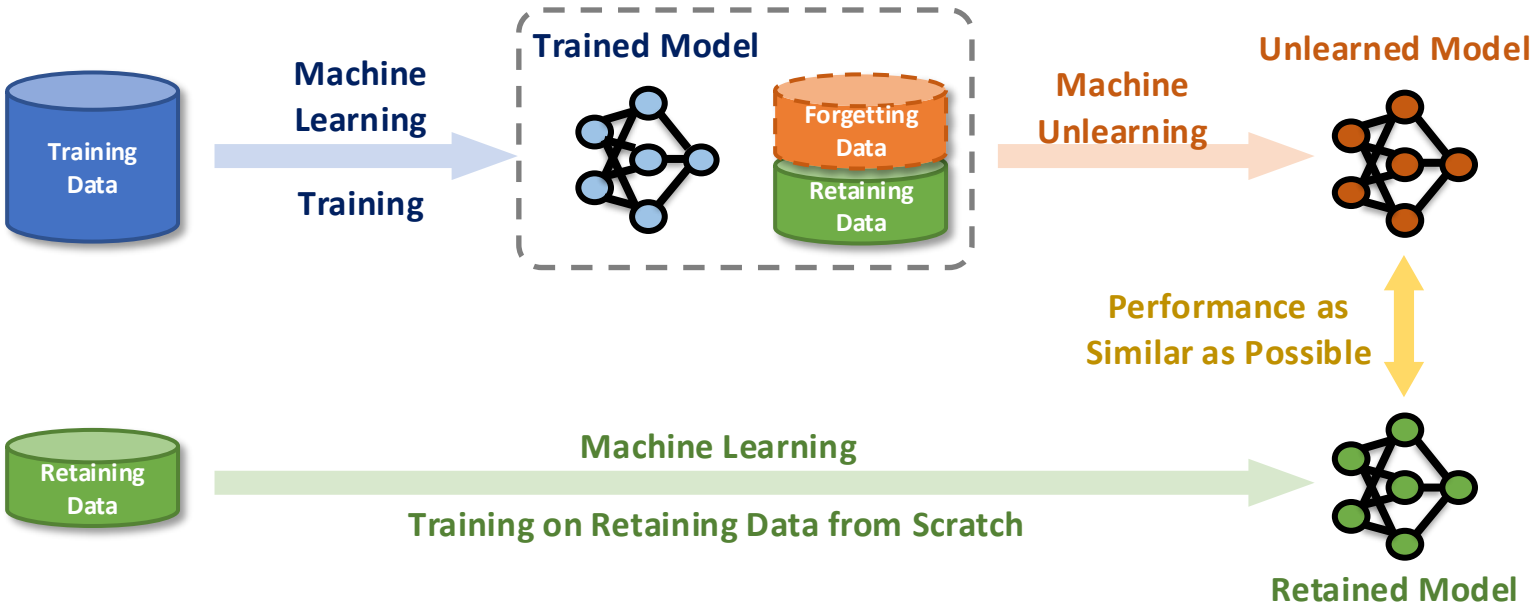 Trained Model
Unlearned Model
Machine
Learning
Training
Training
Data
Forgetting
Data
Retaining
Data
Machine
Unlearning
Performance as
Similar as Possible
Retaining
Data
Machine Learning
Training on Retaining Data from Scratch
Retained Model